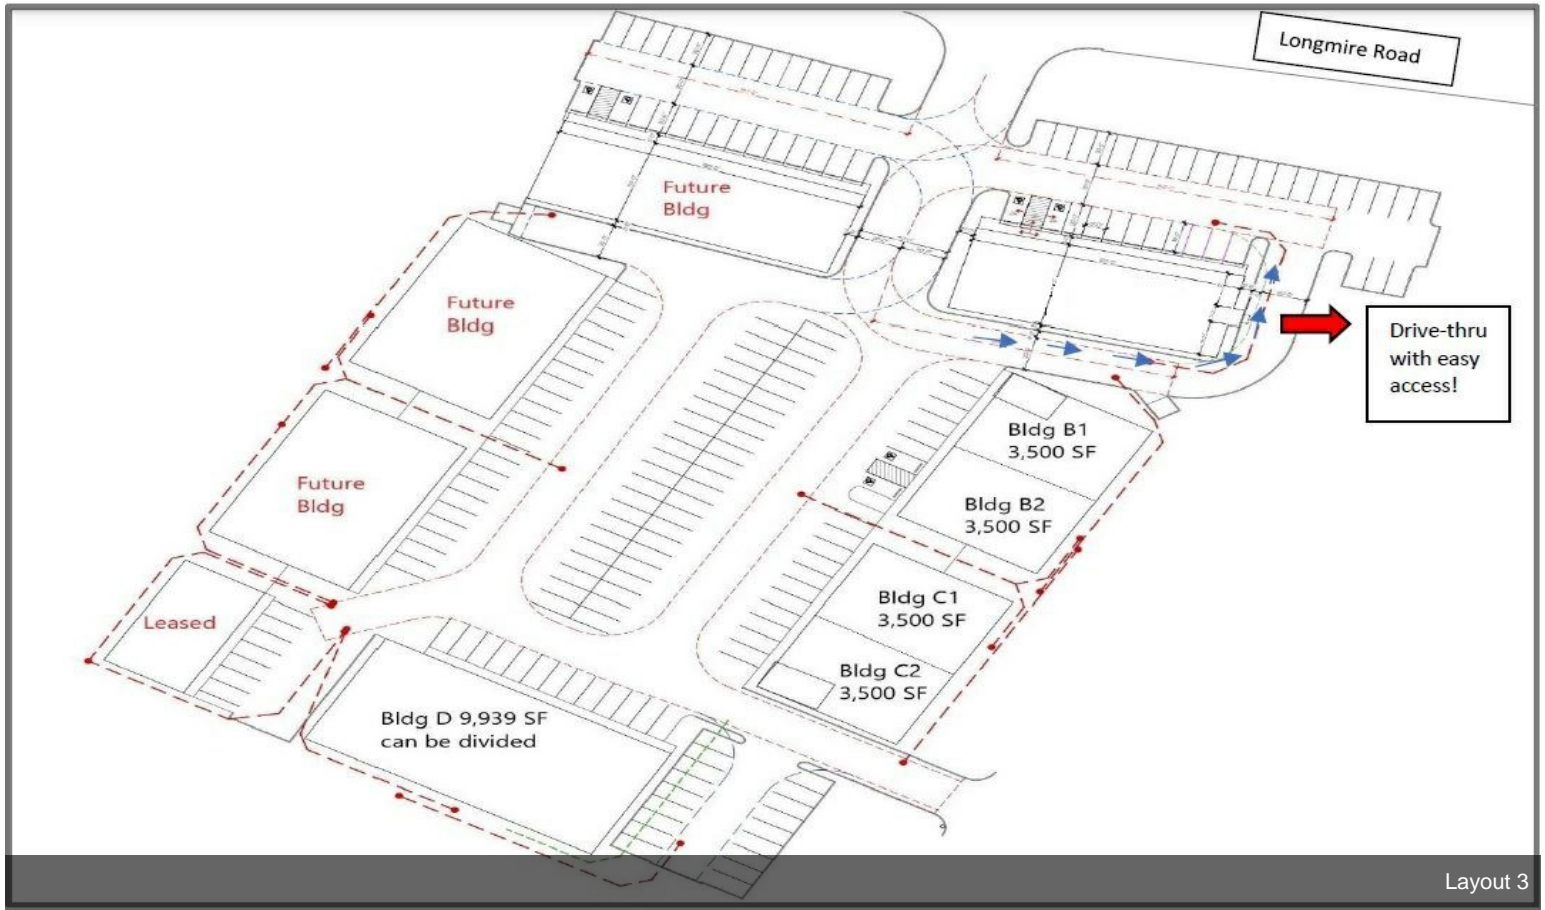 Longmire Road
Future
Bldg
Future
Bldg
Drive-thru
with easy
access!
Bldg B1
3,500 SF
Future
Bldg
Bldg B2
3,500 SF
Leased
Bldg C1
3,500 SF
Bldg C2
3,500 SF
Bldg D 9,939 SF
can be divided
Layout 3